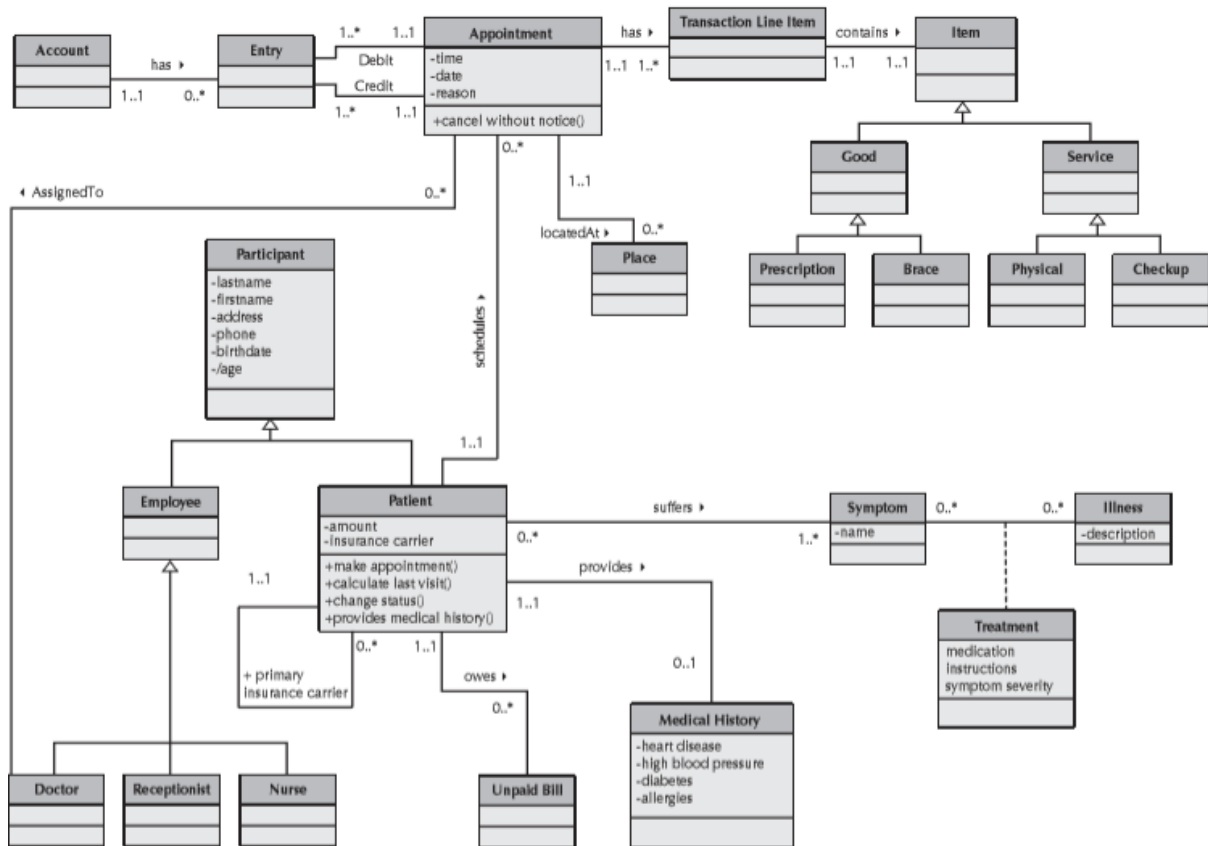 Account
has ▸
1..1
0..*
Entry
1..*
1..1
Debit
Credit
1..*
1..1
Appointment
-time
-date
-reason
+cancel without notice()
has ▸
1..1
1..*
Transaction Line Item
contains ▸
1..1
1..1
Item
Good
Service
Prescription
Brace
Physical
Checkup
◂ AssignedTo
0..*
0..*
schedules ▸
1..1
1..1
locatedAt ▸
0..*
Place
Participant
-lastname
-firstname
-address
-phone
-birthdate
-/age
Employee
Patient
-amount
-insurance carrier
+make appointment()
+calculate last visit()
+change status()
+provides medical history()
1..1
0..*
+ primary
insurance carrier
suffers ▸
0..*
1..*
Symptom
-name
0..*
0..*
Illness
-description
Treatment
medication
instructions
symptom severity
provides ▸
1..1
0..1
Medical History
-heart disease
-high blood pressure
-diabetes
-allergies
1..1
owes ▸
0..*
Unpaid Bill
Doctor
Receptionist
Nurse